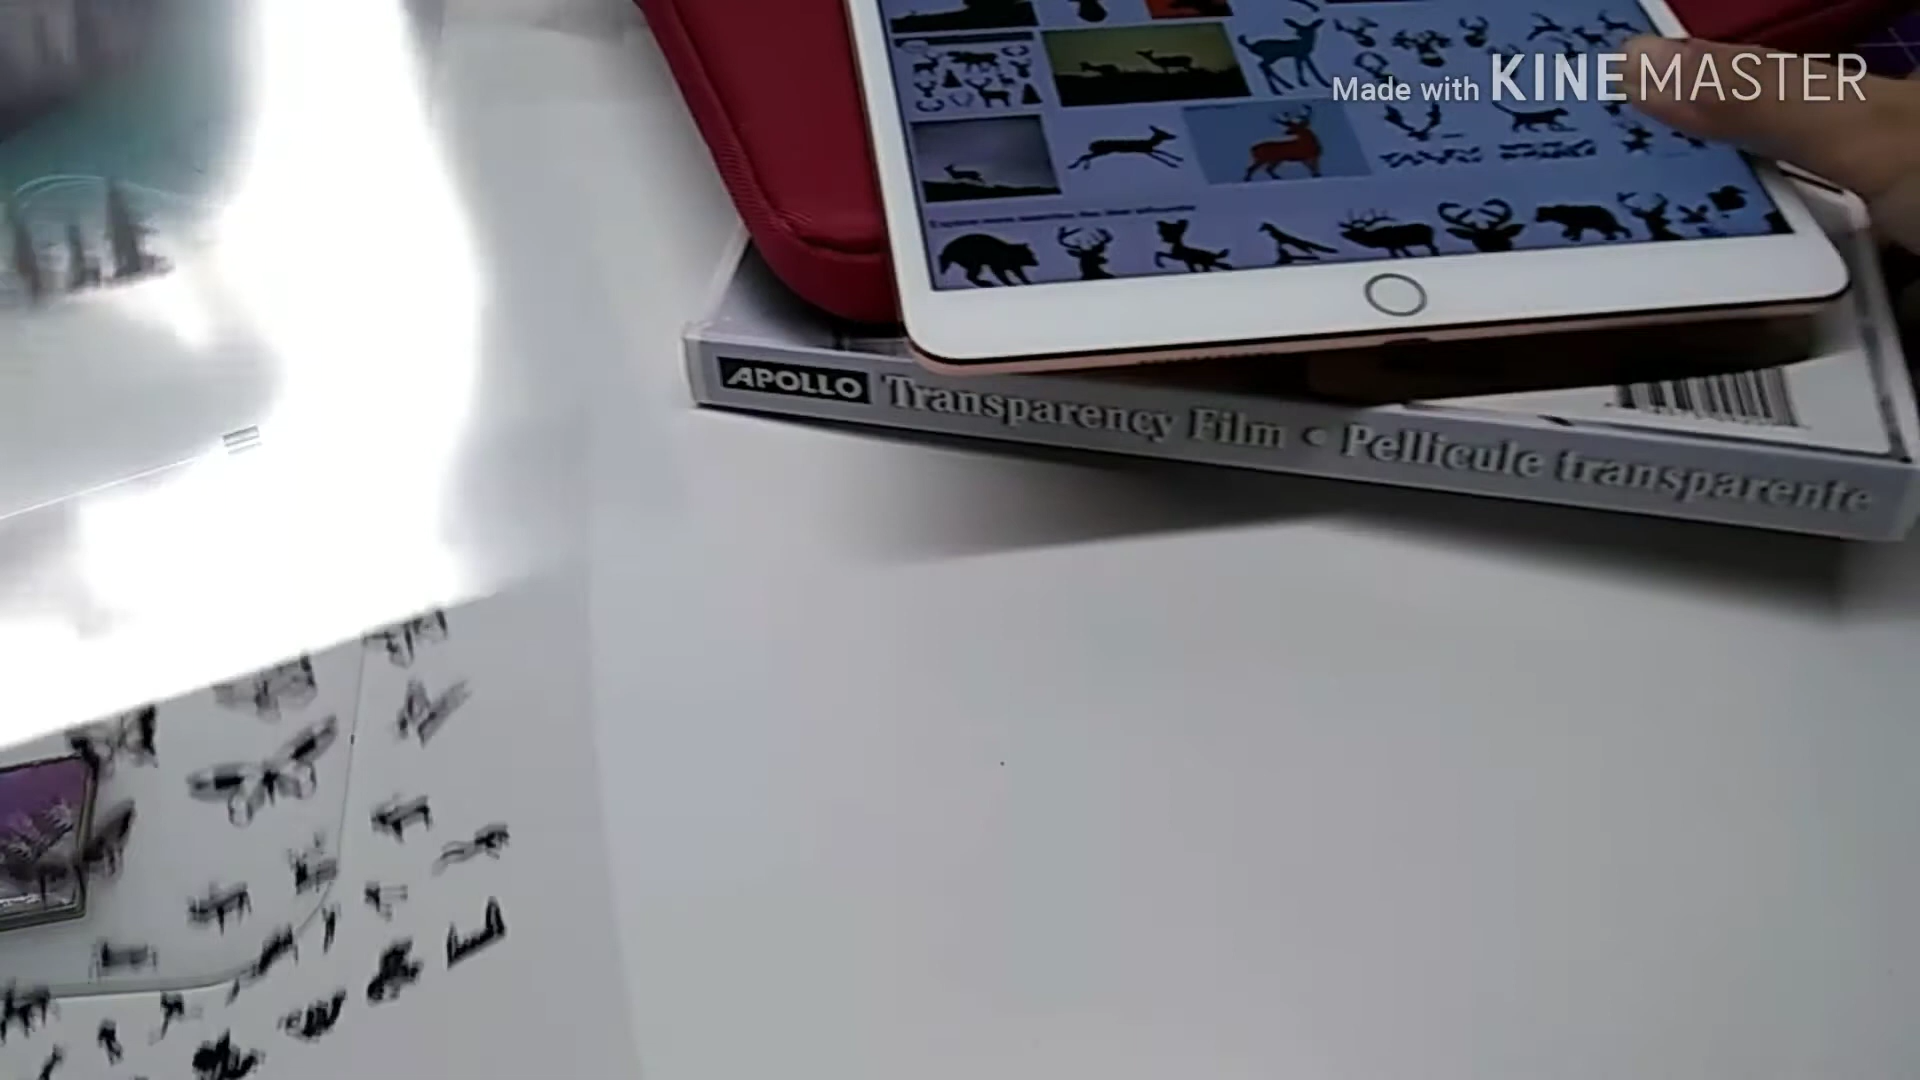 Made with KINEMASTER
APOLLO Transparency Film • Pellicule transparente